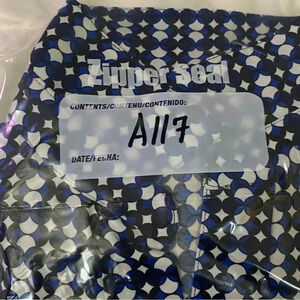 Zipper Seal
CONTENTS/CONTENU/CONTENIDO:
A117
DATE/FECHA: